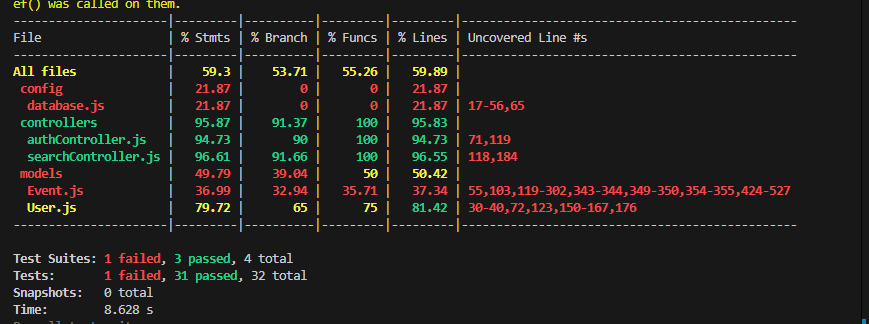 ef() was called on them.
---------------------|---------|----------|---------|---------|------------------------------------------------
File                 | % Stmts | % Branch | % Funcs | % Lines | Uncovered Line #s
---------------------|---------|----------|---------|---------|------------------------------------------------
All files            |    59.3 |    53.71 |   55.26 |   59.89 |
 config              |   21.87 |        0 |       0 |   21.87 |
  database.js        |   21.87 |        0 |       0 |   21.87 | 17-56,65
 controllers         |   95.87 |    91.37 |     100 |   95.83 |
  authController.js  |   94.73 |       90 |     100 |   94.73 | 71,119
  searchController.js |   96.61 |    91.66 |     100 |   96.55 | 118,184
 models              |   49.79 |    39.04 |      50 |   50.42 |
  Event.js           |   36.99 |    32.94 |   35.71 |   37.34 | 55,103,119-302,343-344,349-350,354-355,424-527
  User.js            |   79.72 |       65 |      75 |   81.42 | 30-40,72,123,150-167,176
---------------------|---------|----------|---------|---------|------------------------------------------------
Test Suites: 1 failed, 3 passed, 4 total
Tests:       1 failed, 31 passed, 32 total
Snapshots:   0 total
Time:        8.628 s